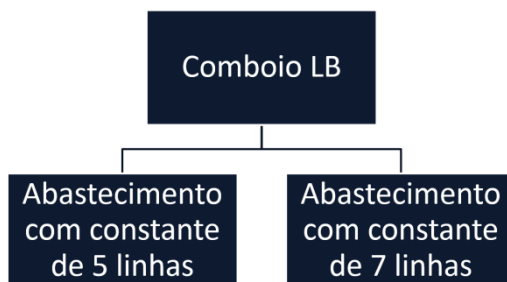 Comboio LB
Abastecimento
com constante
de 5 linhas
Abastecimento
com constante
de 7 linhas